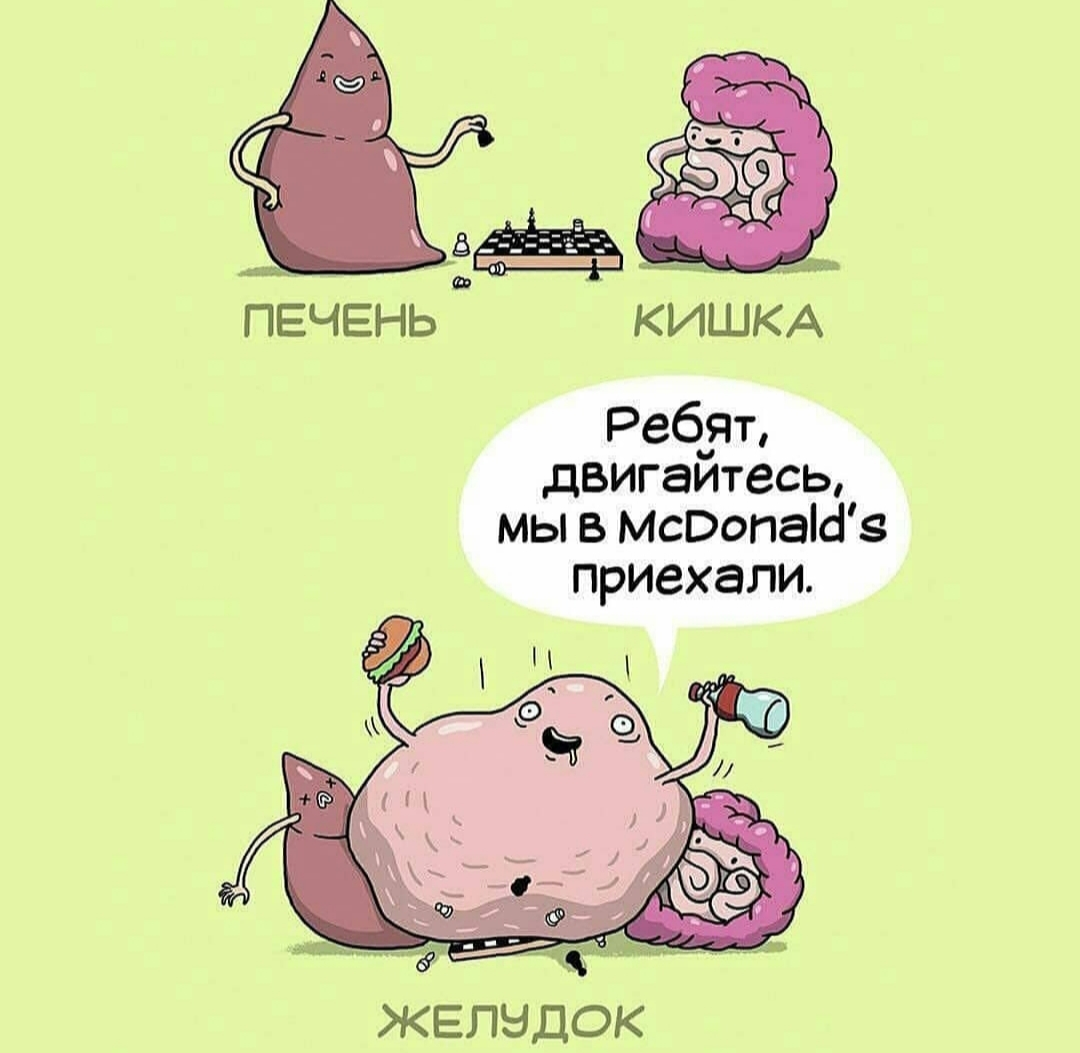 ПЕЧЕНЬ КИШКА
Ребят,
двигайтесь,
мы в McDonald's
приехали.
ЖЕЛУДОК